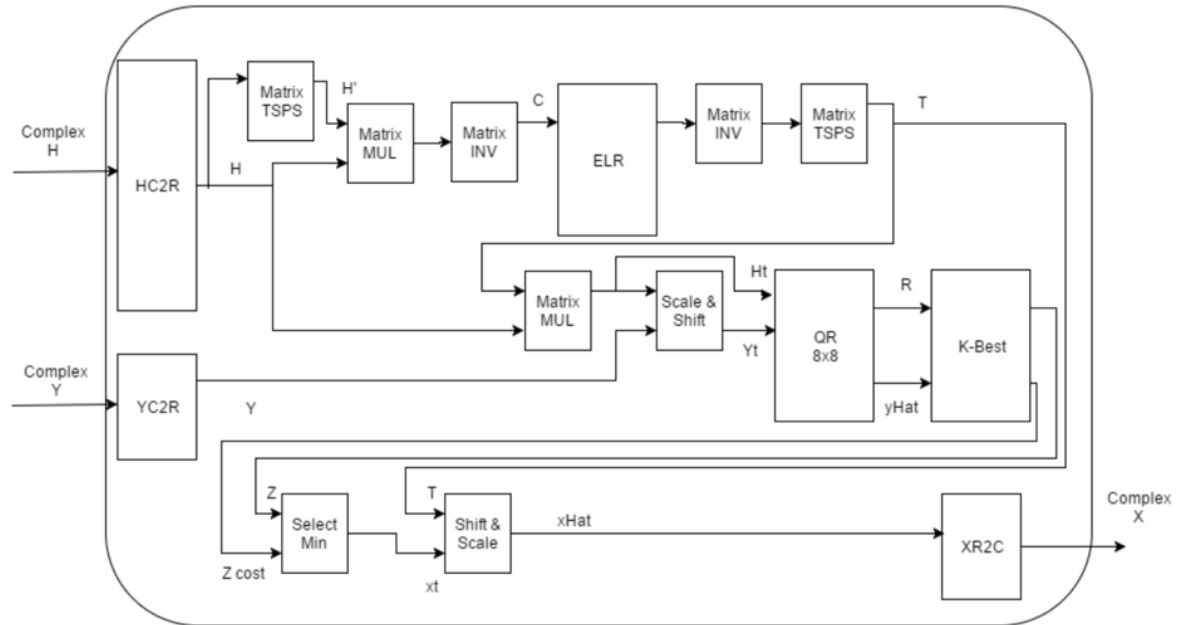 Complex
H
HC2R
Matrix
TSPS
H'
H
Matrix
MUL
Matrix
INV
C
ELR
Matrix
INV
Matrix
TSPS
T
Matrix
MUL
Scale &
Shift
Ht
Yt
QR
8x8
R
yHat
K-Best
Complex
Y
YC2R
Y
Z
Z cost
Select
Min
xt
T
Shift &
Scale
xHat
XR2C
Complex
X